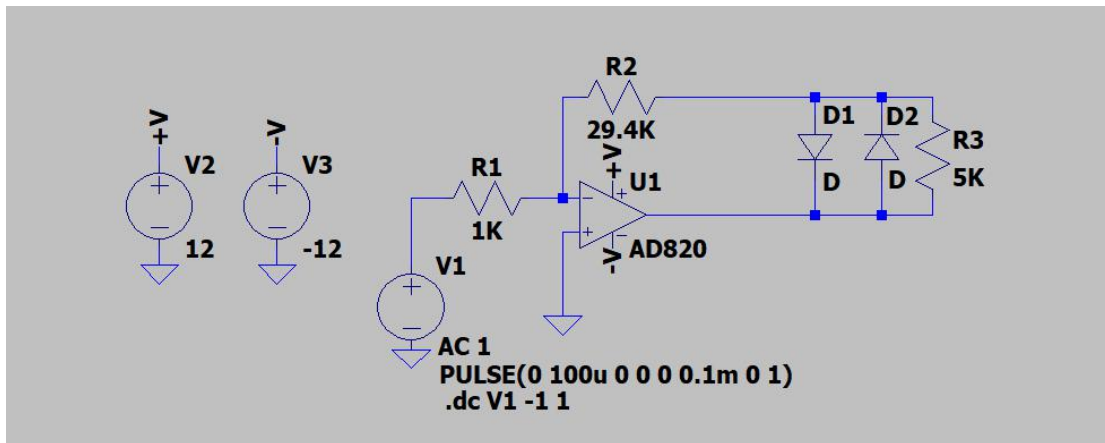 R2
29.4K
D1
D2
R3
5K
D
D
+V
-V
V2
V3
12
-12
R1
1K
+V
U1
-V
AD820
V1
AC 1
PULSE(0 100u 0 0 0 0.1m 0 1)
.dc V1 -1 1